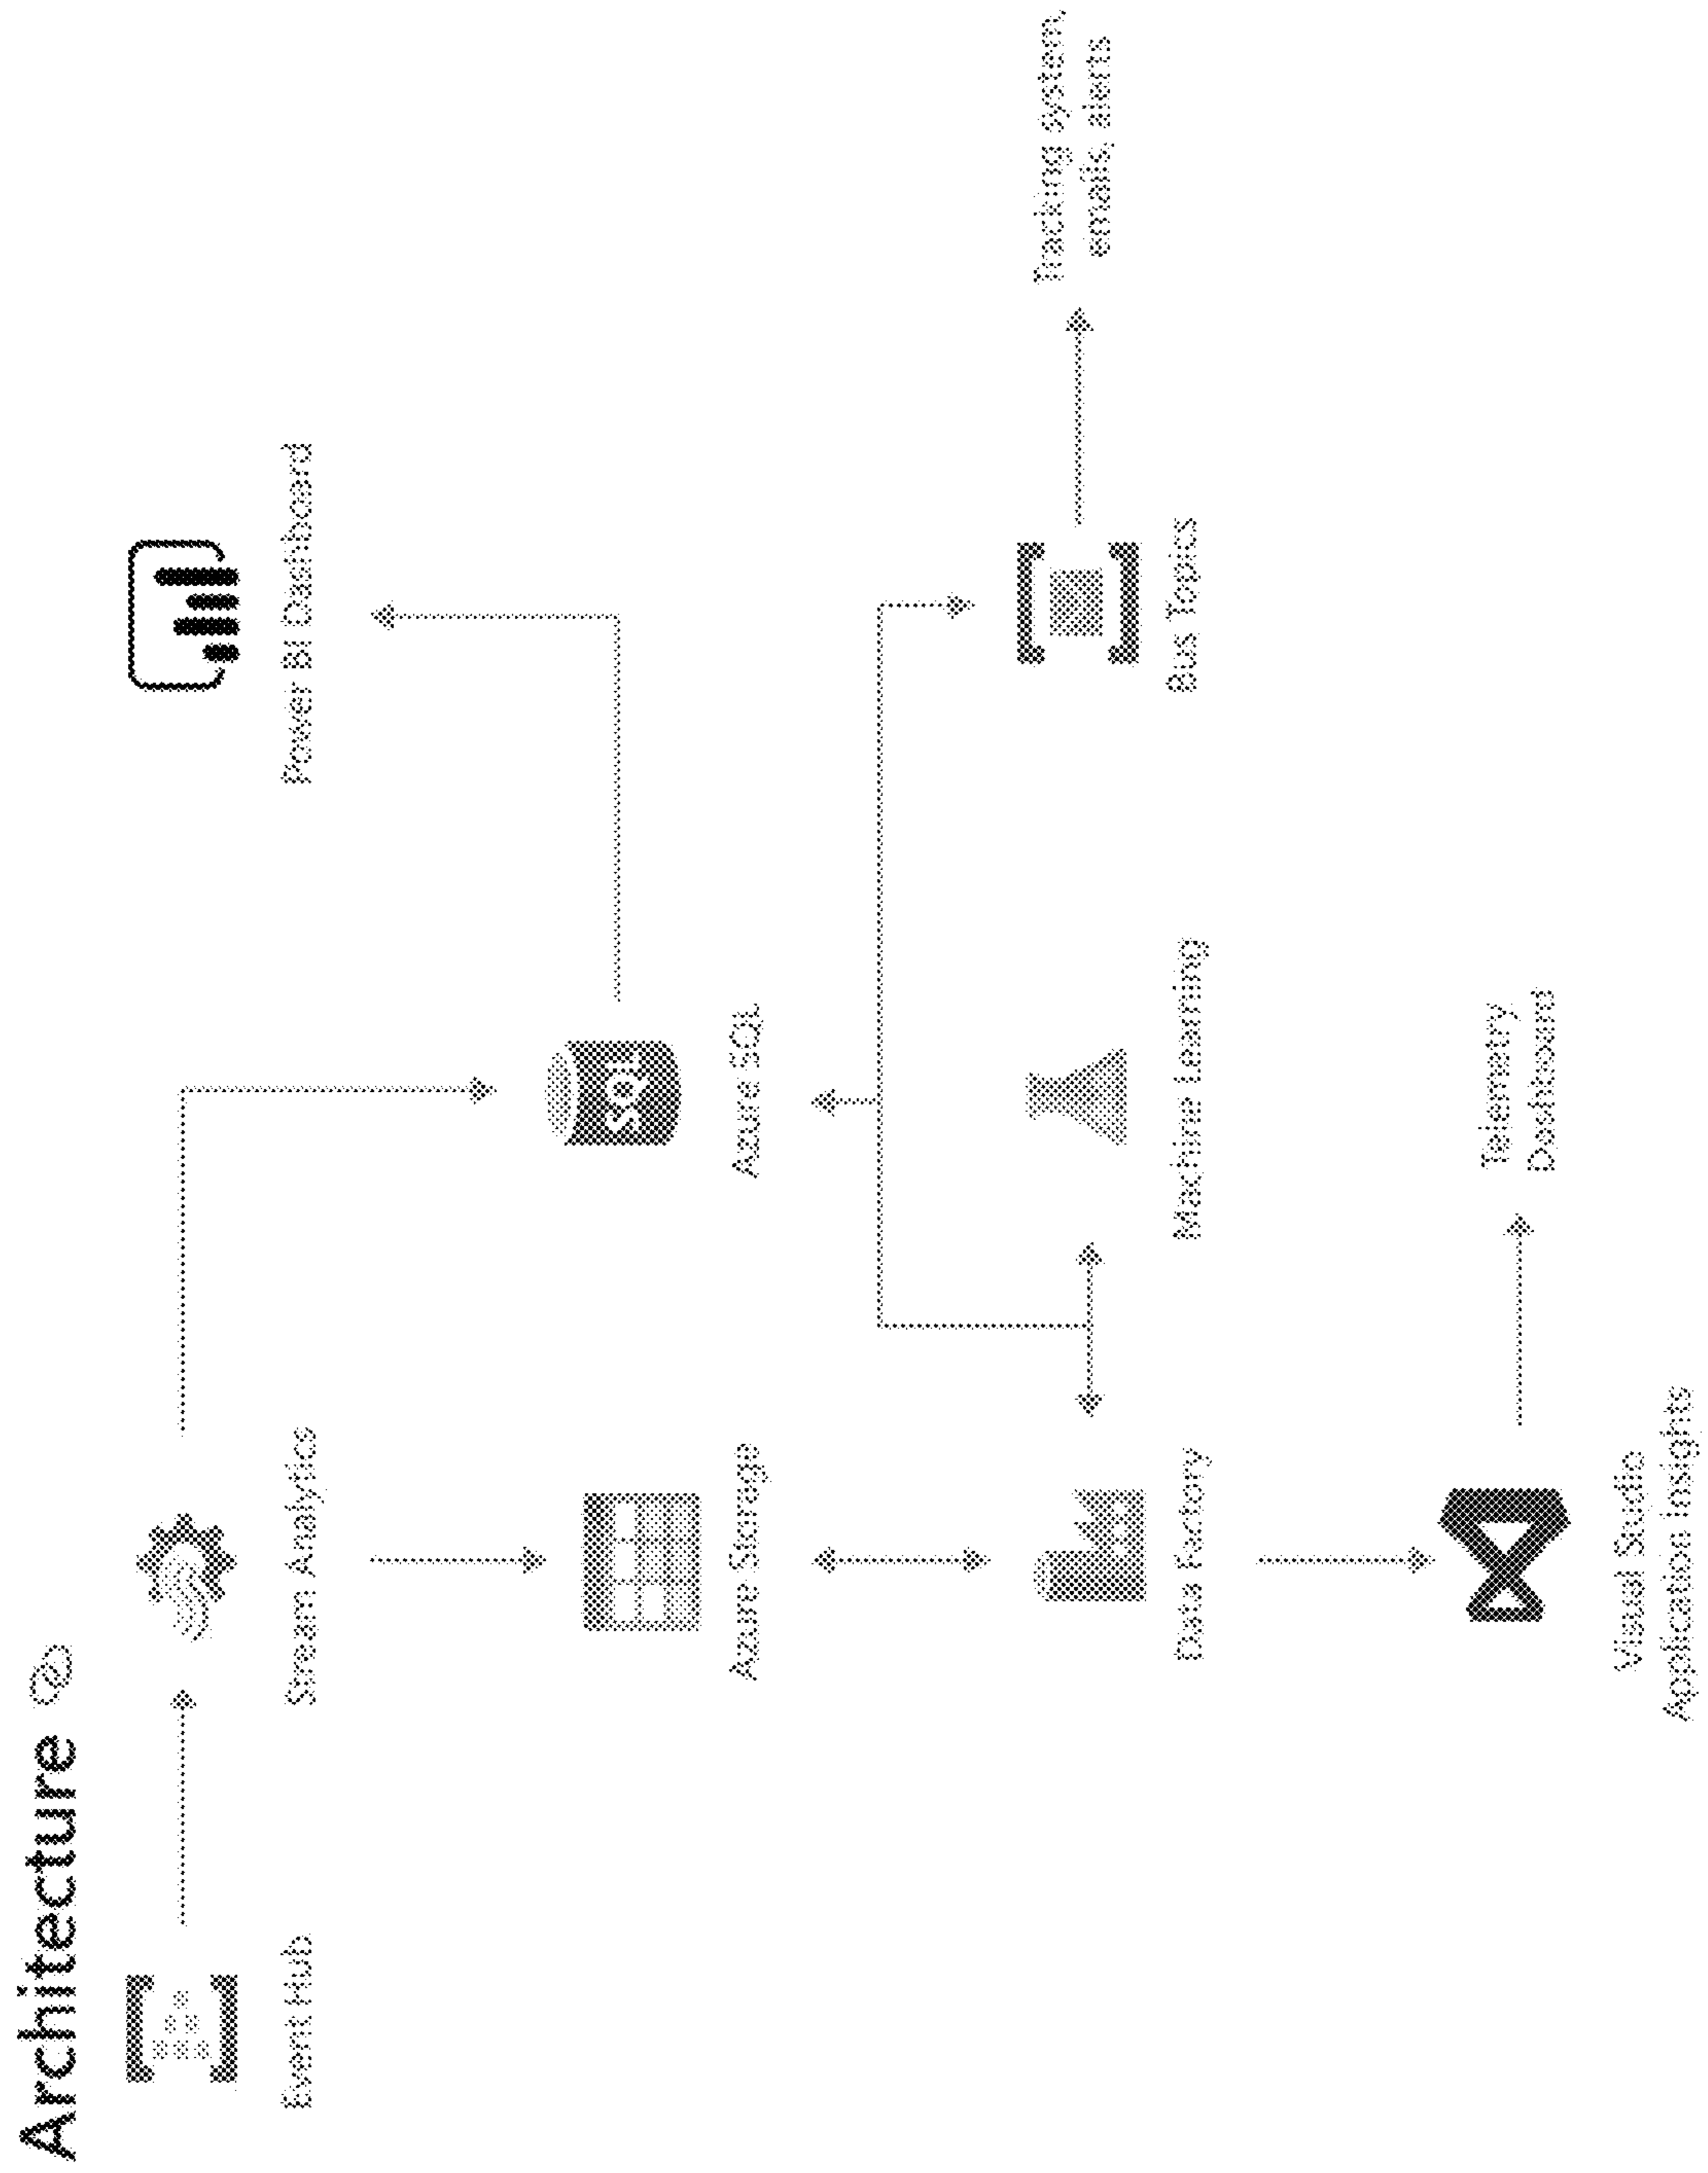 Architecture
Event Hub
Stream Analytics
Power BI Dashboard
SQL
Azure Storage
Azure SQL
Data Factory
Machine Learning
Bus Topics
Tracking system,
emails, alerts
Visual Studio
Application Insights
Telemetry
Dashboard